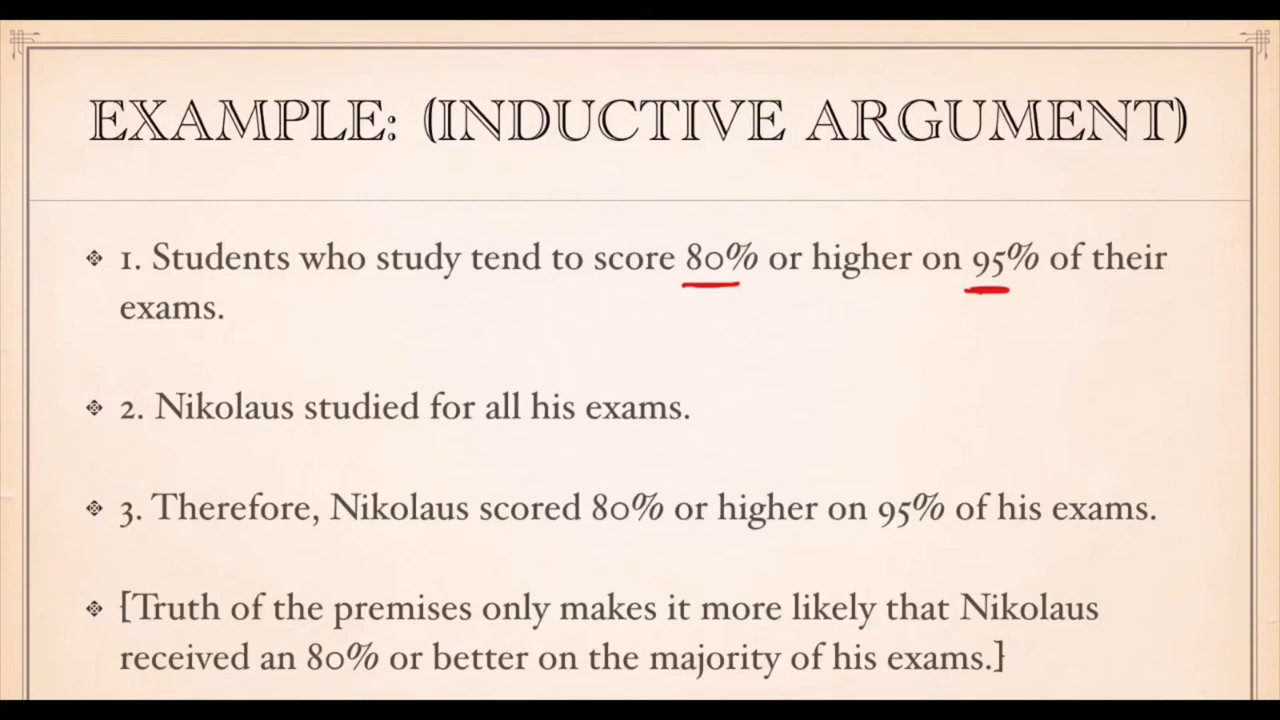 EXAMPLE: (INDUCTIVE ARGUMENT)
1. Students who study tend to score 80% or higher on 95% of their
exams.
2. Nikolaus studied for all his exams.
3. Therefore, Nikolaus scored 80% or higher on 95% of his exams.
[Truth of the premises only makes it more likely that Nikolaus
received an 80% or better on the majority of his exams.]